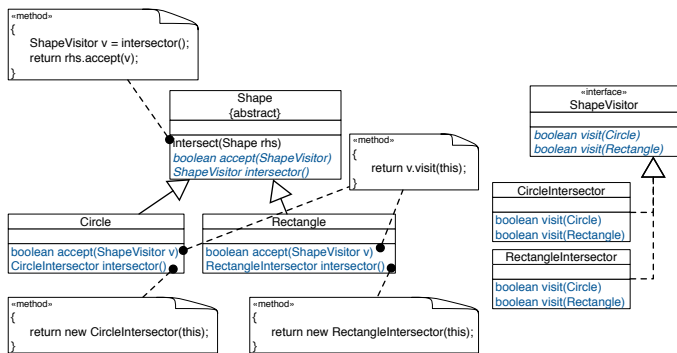 «method»
{
ShapeVisitor v = intersector();
return rhs.accept(v);
}
Shape
{abstract}
intersect(Shape rhs)
boolean accept(ShapeVisitor)
ShapeVisitor intersector()
«method»
{
return v.visit(this);
}
«interface»
ShapeVisitor
boolean visit(Circle)
boolean visit(Rectangle)
Circle
boolean accept(ShapeVisitor v)
CircleIntersector intersector()
Rectangle
boolean accept(ShapeVisitor v)
RectangleIntersector intersector()
CircleIntersector
boolean visit(Circle)
boolean visit(Rectangle)
RectangleIntersector
boolean visit(Circle)
boolean visit(Rectangle)
«method»
{
return new CircleIntersector(this);
}
«method»
{
return new RectangleIntersector(this);
}